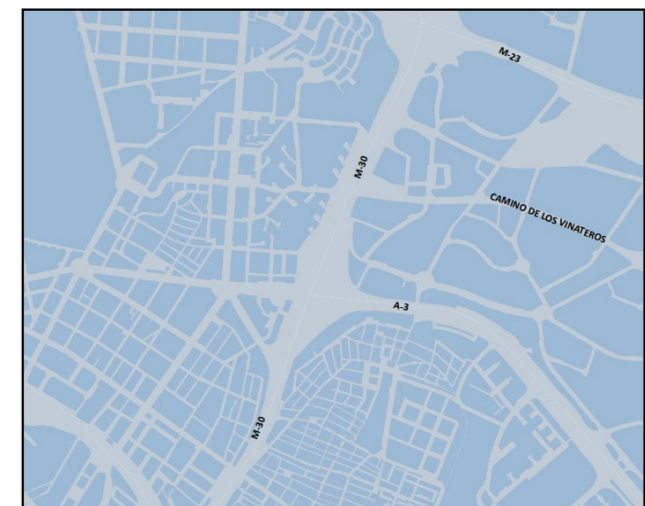 M-23
M-30
CAMINO DE LOS VINATEROS
A-3
M-30